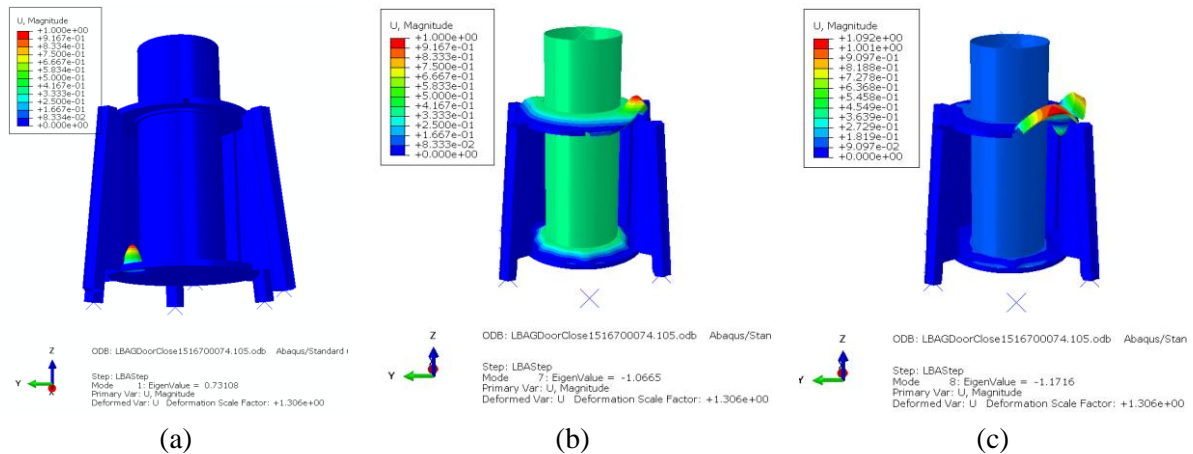 U, Magnitude
+1.000e+00
+9.167e-01
+8.334e-01
+7.500e-01
+6.667e-01
+5.834e-01
+5.000e-01
+4.167e-01
+3.333e-01
+2.500e-01
+1.667e-01
+8.334e-02
+0.000e+00
Z
Y
X
ODB: LBAGDoorClose1516700074.105.odb Abaqus/Standard
Step: LBAStep
Mode 1: EigenValue = 0.73108
Primary Var: U, Magnitude
Deformed Var: U Deformation Scale Factor: +1.306e+00
(a)
U, Magnitude
+1.000e+00
+9.167e-01
+8.333e-01
+7.500e-01
+6.667e-01
+5.833e-01
+5.000e-01
+4.167e-01
+3.333e-01
+2.500e-01
+1.667e-01
+8.333e-02
+0.000e+00
Z
Y
ODB: LBAGDoorClose1516700074.105.odb Abaqus/Stan
Step: LBAStep
Mode 7: EigenValue = -1.0665
Primary Var: U, Magnitude
Deformed Var: U Deformation Scale Factor: +1.306e+00
(b)
U, Magnitude
+1.092e+00
+1.001e+00
+9.097e-01
+8.188e-01
+7.278e-01
+6.368e-01
+5.458e-01
+4.549e-01
+3.639e-01
+2.729e-01
+1.819e-01
+9.097e-02
+0.000e+00
Z
Y
ODB: LBAGDoorClose1516700074.105.odb Abaqus/Stan
Step: LBAStep
Mode 8: EigenValue = -1.1716
Primary Var: U, Magnitude
Deformed Var: U Deformation Scale Factor: +1.306e+00
(c)